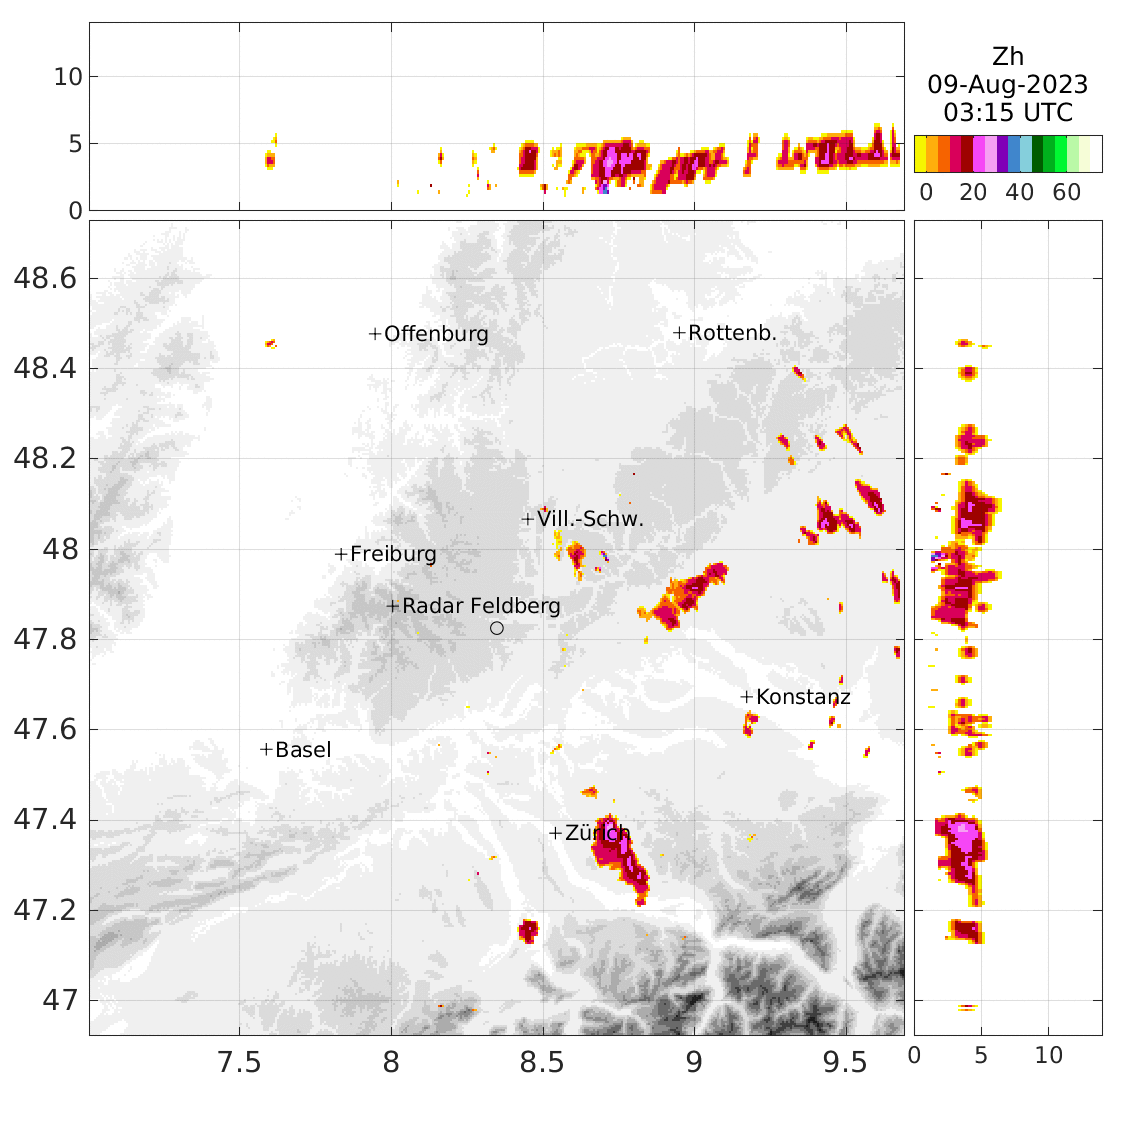 10
5
0
Zh
09-Aug-2023
03:15 UTC
0 20 40 60
48.6
48.4
48.2
48
47.8
47.6
47.4
47.2
47
+Offenburg
+Rottenb.
+Vill.-Schw.
+Freiburg
+Radar Feldberg
+Konstanz
+Basel
+Zürich
7.5 8 8.5 9 9.5
0 5 10